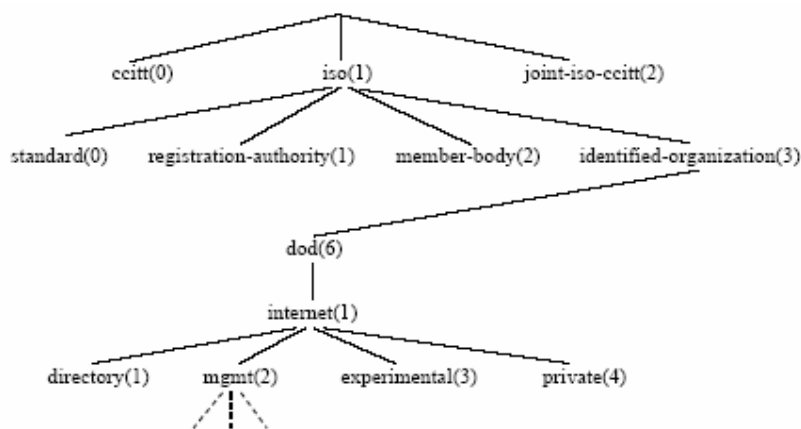 ccitt(0) iso(1) joint-iso-ccitt(2)
standard(0) registration-authority(1) member-body(2) identified-organization(3)
dod(6)
internet(1)
directory(1) mgmt(2) experimental(3) private(4)